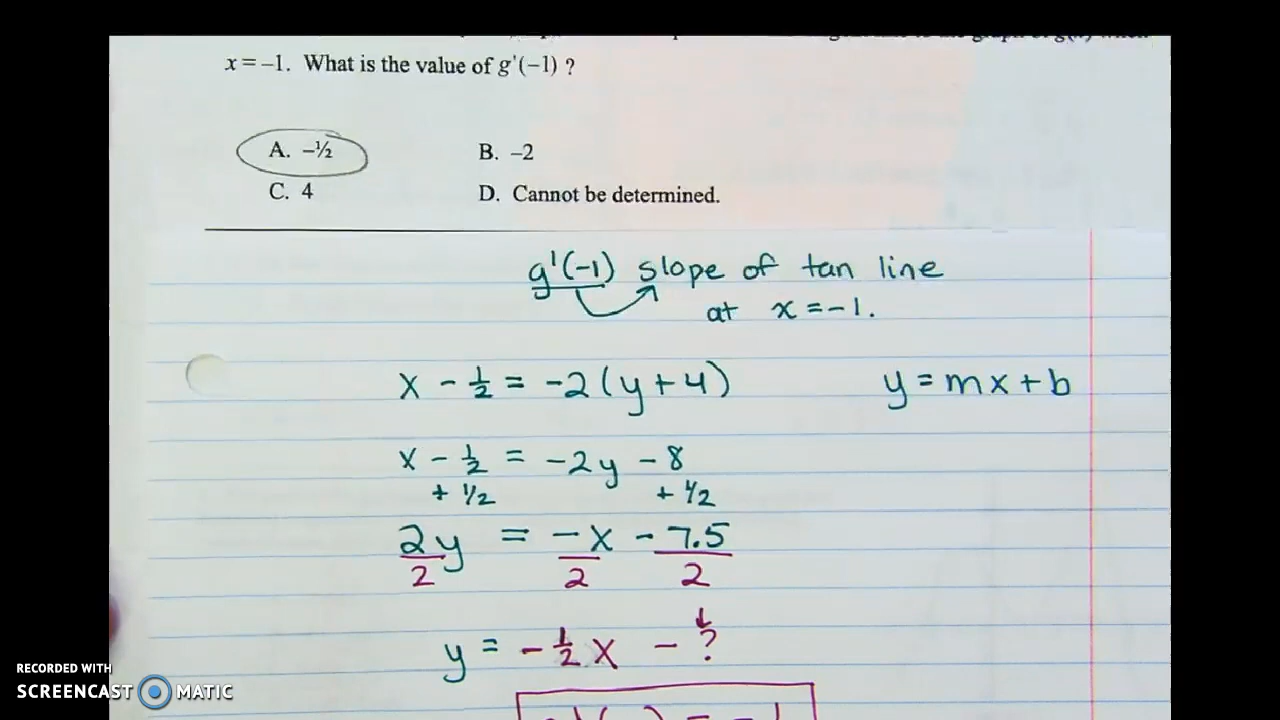 x = –1. What is the value of g'(–1) ?
A. –½ B. –2
C. 4 D. Cannot be determined.
g'(-1) slope of tan line
at x = -1.
x - 1/2 = -2(y+4) y = mx + b
x - 1/2 = -2y - 8
+ 1/2 + 1/2
2y = -x - 7.5
2 2 2
y = -1/2 x - ?
RECORDED WITH
SCREENCAST MATIC